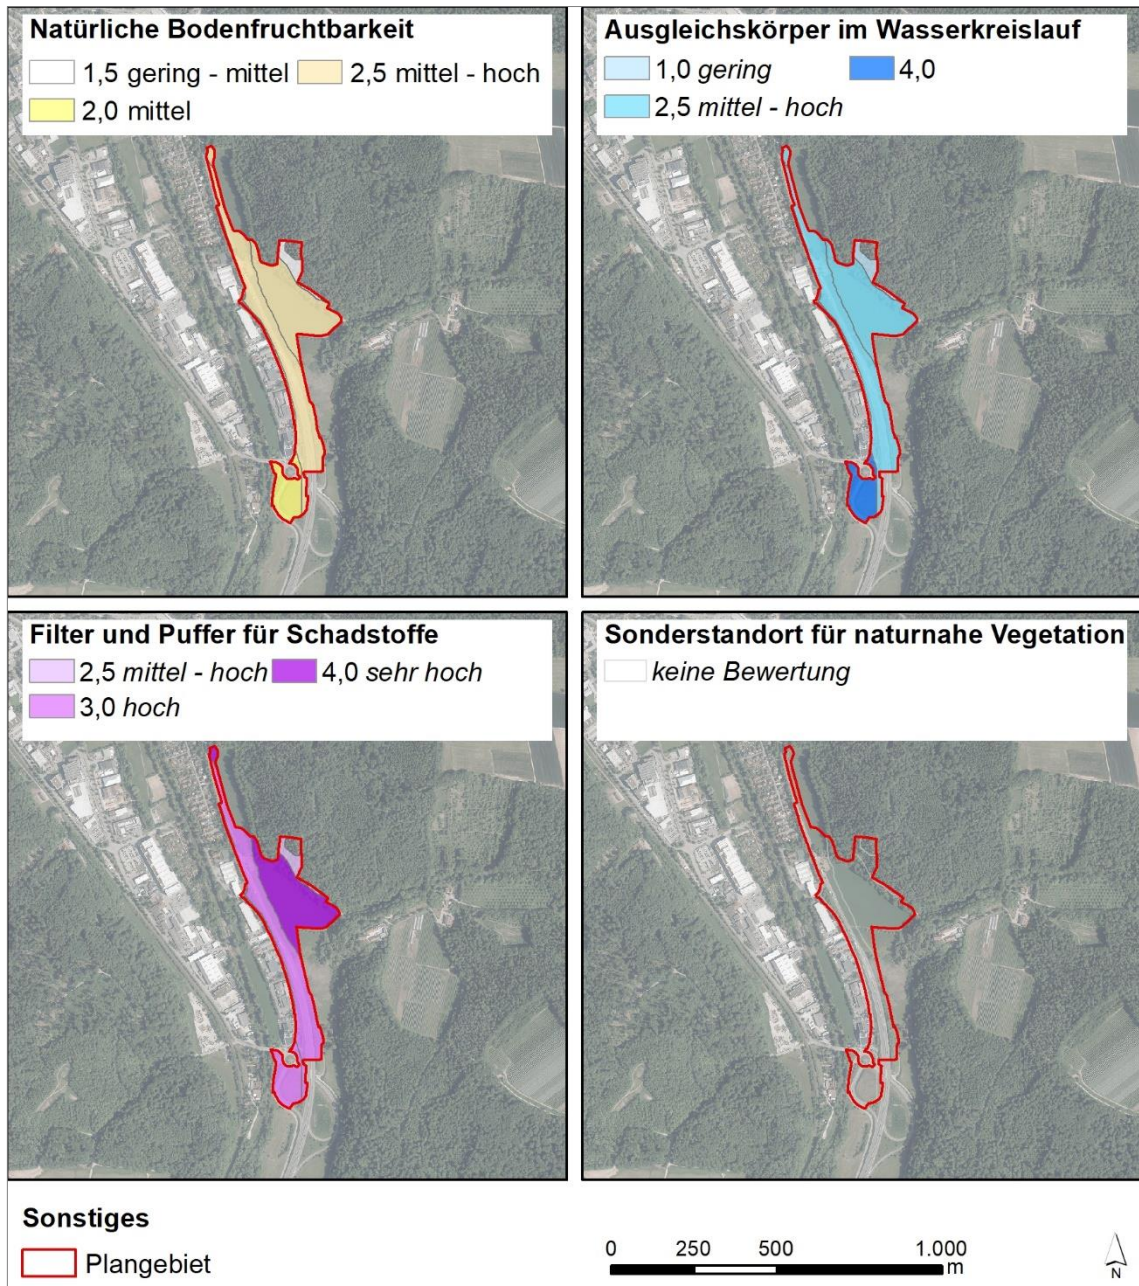 Natürliche Bodenfruchtbarkeit
1,5 gering - mittel 2,5 mittel - hoch
2,0 mittel
Ausgleichskörper im Wasserkreislauf
1,0 gering 4,0
2,5 mittel - hoch
Filter und Puffer für Schadstoffe
2,5 mittel - hoch 4,0 sehr hoch
3,0 hoch
Sonderstandort für naturnahe Vegetation
keine Bewertung
Sonstiges
Plangebiet
0 250 500 1.000
m
N